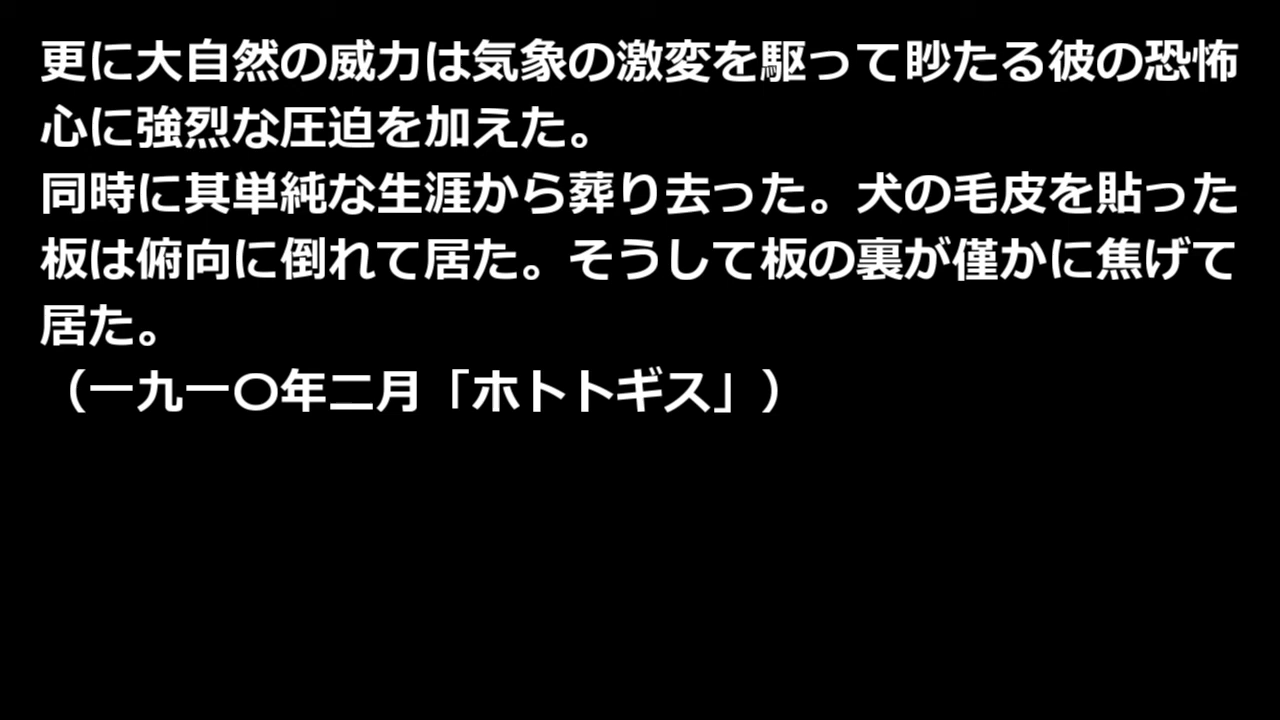 更に大自然の威力は気象の激変を駆って眇たる彼の恐怖
心に強烈な圧迫を加えた。
同時に其単純な生涯から葬り去った。犬の毛皮を貼った
板は俯向に倒れて居た。そうして板の裏が僅かに焦げて
居た。
（一九一〇年二月「ホトトギス」）